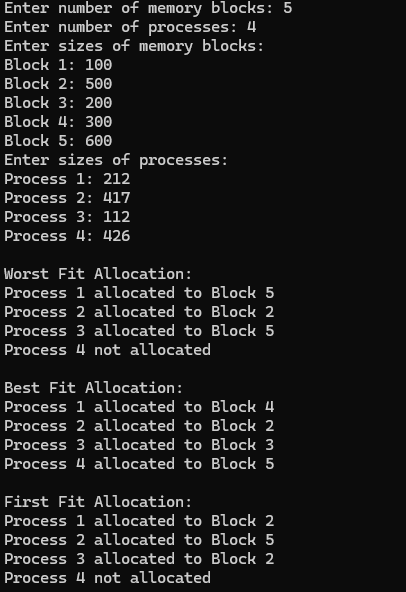 Enter number of memory blocks: 5
Enter number of processes: 4
Enter sizes of memory blocks:
Block 1: 100
Block 2: 500
Block 3: 200
Block 4: 300
Block 5: 600
Enter sizes of processes:
Process 1: 212
Process 2: 417
Process 3: 112
Process 4: 426
Worst Fit Allocation:
Process 1 allocated to Block 5
Process 2 allocated to Block 2
Process 3 allocated to Block 5
Process 4 not allocated
Best Fit Allocation:
Process 1 allocated to Block 4
Process 2 allocated to Block 2
Process 3 allocated to Block 3
Process 4 allocated to Block 5
First Fit Allocation:
Process 1 allocated to Block 2
Process 2 allocated to Block 5
Process 3 allocated to Block 2
Process 4 not allocated